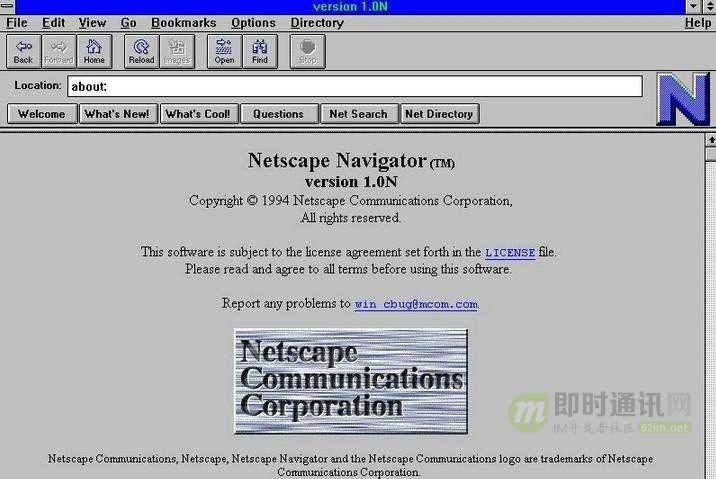 version 1.0N
File Edit View Go Bookmarks Options Directory Help
Back Forward Home Reload Images Open Find Stop
Location: about:
N
Welcome What's New! What's Cool! Questions Net Search Net Directory
Netscape Navigator (TM)
version 1.0N
Copyright © 1994 Netscape Communications Corporation,
All rights reserved.
This software is subject to the license agreement set forth in the LICENSE file.
Please read and agree to all terms before using this software.
Report any problems to win_cbug@mcom.com.
Netscape
Communications
Corporation
m 即时通讯网
IM开发者社区 52im.net
Netscape Communications, Netscape, Netscape Navigator and the Netscape Communications logo are trademarks of Netscape
Communications Corporation.